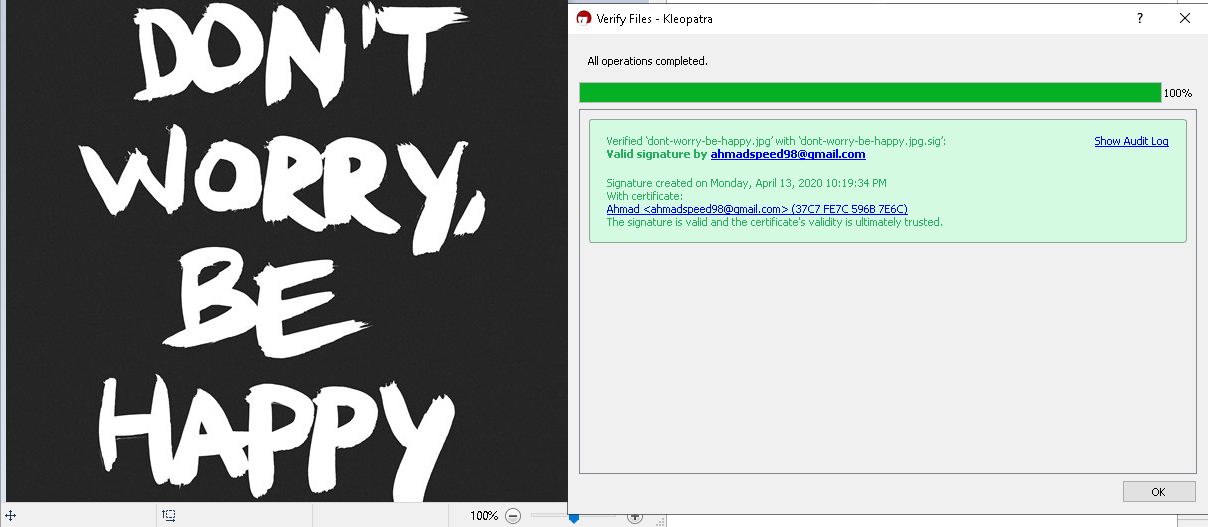 DON'T
WORRY,
BE
HAPPY
100%
Verify Files - Kleopatra
?
All operations completed.
100%
Verified ‘dont-worry-be-happy.jpg’ with ‘dont-worry-be-happy.jpg.sig’:
Show Audit Log
Valid signature by ahmadspeed98@gmail.com
Signature created on Monday, April 13, 2020 10:19:34 PM
With certificate:
Ahmad <ahmadspeed98@gmail.com> (37C7 FE7C 596B 7E6C)
The signature is valid and the certificate's validity is ultimately trusted.
OK